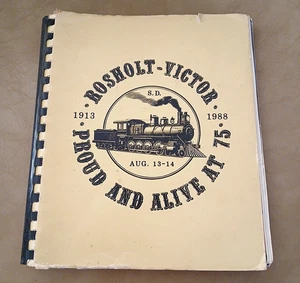 ROSHOLT-VICTOR
S.D.
1913
1988
AUG. 13-14
• PROUD AND ALIVE AT 75 •